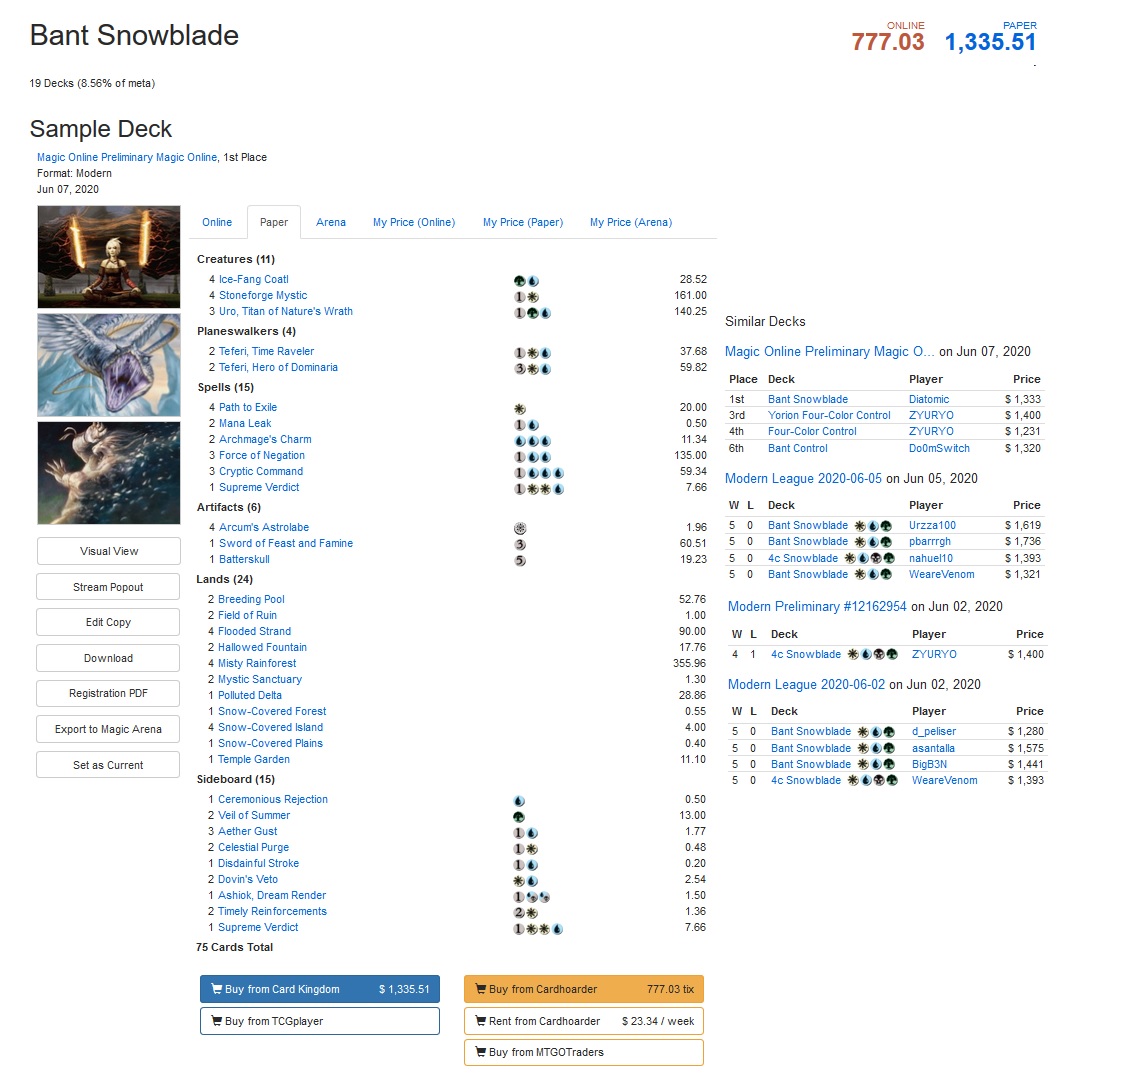 Bant Snowblade
ONLINE PAPER
777.03 1,335.51
.
19 Decks (8.56% of meta)
Sample Deck
Magic Online Preliminary Magic Online, 1st Place
Format: Modern
Jun 07, 2020
Online Paper Arena My Price (Online) My Price (Paper) My Price (Arena)
Creatures (11)
4 Ice-Fang Coatl 28.52
4 Stoneforge Mystic 1 161.00
3 Uro, Titan of Nature's Wrath 1 140.25
Planeswalkers (4)
2 Teferi, Time Raveler 1 37.68
2 Teferi, Hero of Dominaria 3 59.82
Spells (15)
4 Path to Exile 20.00
2 Mana Leak 1 0.50
2 Archmage's Charm 11.34
3 Force of Negation 1 135.00
3 Cryptic Command 1 59.34
1 Supreme Verdict 1 7.66
Artifacts (6)
4 Arcum's Astrolabe 1.96
1 Sword of Feast and Famine 3 60.51
1 Batterskull 5 19.23
Lands (24)
2 Breeding Pool 52.76
2 Field of Ruin 1.00
4 Flooded Strand 90.00
2 Hallowed Fountain 17.76
4 Misty Rainforest 355.96
2 Mystic Sanctuary 1.30
1 Polluted Delta 28.86
1 Snow-Covered Forest 0.55
4 Snow-Covered Island 4.00
1 Snow-Covered Plains 0.40
1 Temple Garden 11.10
Sideboard (15)
1 Ceremonious Rejection 0.50
2 Veil of Summer 13.00
3 Aether Gust 1 1.77
2 Celestial Purge 1 0.48
1 Disdainful Stroke 1 0.20
2 Dovin's Veto 2.54
1 Ashiok, Dream Render 1 1.50
2 Timely Reinforcements 2 1.36
1 Supreme Verdict 1 7.66
75 Cards Total
Visual View
Stream Popout
Edit Copy
Download
Registration PDF
Export to Magic Arena
Set as Current
Buy from Card Kingdom $ 1,335.51
Buy from TCGplayer
Buy from Cardhoarder 777.03 tix
Rent from Cardhoarder $ 23.34 / week
Buy from MTGOTraders
Similar Decks
Magic Online Preliminary Magic O... on Jun 07, 2020
Place Deck Player Price
1st Bant Snowblade Diatomic $ 1,333
3rd Yorion Four-Color Control ZYURYO $ 1,400
4th Four-Color Control ZYURYO $ 1,231
6th Bant Control Do0mSwitch $ 1,320
Modern League 2020-06-05 on Jun 05, 2020
W L Deck Player Price
5 0 Bant Snowblade Urzza100 $ 1,619
5 0 Bant Snowblade pbarrrgh $ 1,736
5 0 4c Snowblade nahuel10 $ 1,393
5 0 Bant Snowblade WeareVenom $ 1,321
Modern Preliminary #12162954 on Jun 02, 2020
W L Deck Player Price
4 1 4c Snowblade ZYURYO $ 1,400
Modern League 2020-06-02 on Jun 02, 2020
W L Deck Player Price
5 0 Bant Snowblade d_peliser $ 1,280
5 0 Bant Snowblade asantalla $ 1,575
5 0 Bant Snowblade BigB3N $ 1,441
5 0 4c Snowblade WeareVenom $ 1,393